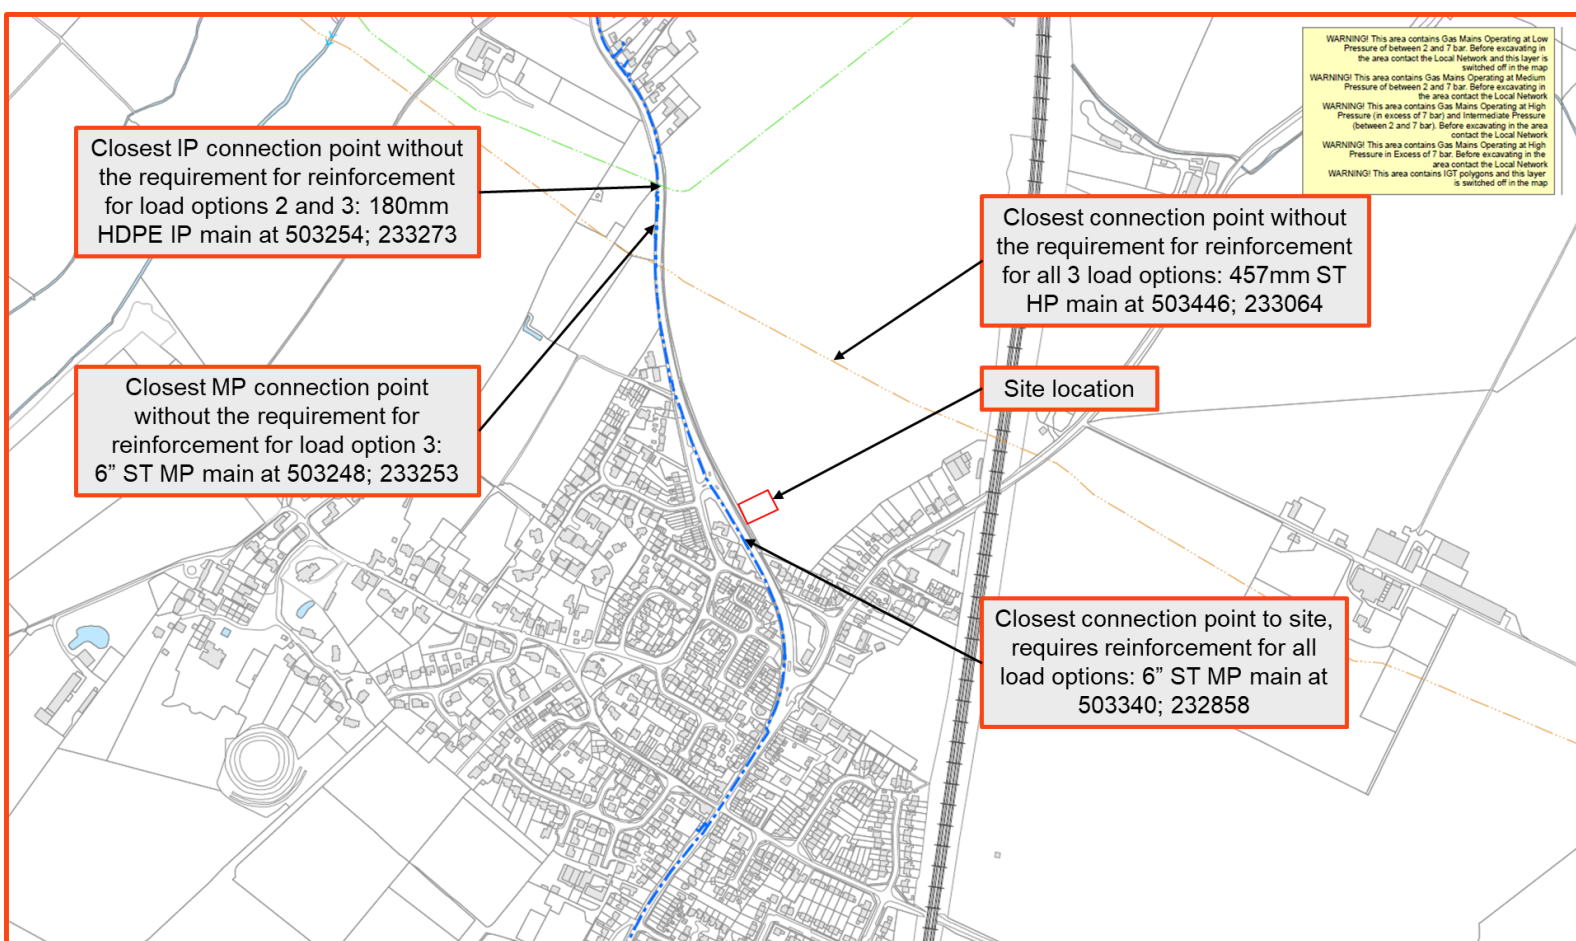 WARNING! This area contains Gas Mains Operating at Low
Pressure of between 2 and 7 bar. Before excavating in
the area contact the Local Network and this layer is
switched off in the map
WARNING! This area contains Gas Mains Operating at Medium
Pressure of between 2 and 7 bar. Before excavating in
the area contact the Local Network
WARNING! This area contains Gas Mains Operating at High
Pressure (in excess of 7 bar) and Intermediate Pressure
(between 2 and 7 bar). Before excavating in the area
contact the Local Network
WARNING! This area contains Gas Mains Operating at High
Pressure in Excess of 7 bar. Before excavating in the
area contact the Local Network
WARNING! This area contains IGT polygons and this layer
is switched off in the map
Closest IP connection point without
the requirement for reinforcement
for load options 2 and 3: 180mm
HDPE IP main at 503254; 233273
Closest connection point without
the requirement for reinforcement
for all 3 load options: 457mm ST
HP main at 503446; 233064
Closest MP connection point
without the requirement for
reinforcement for load option 3:
6” ST MP main at 503248; 233253
Site location
Closest connection point to site,
requires reinforcement for all
load options: 6” ST MP main at
503340; 232858